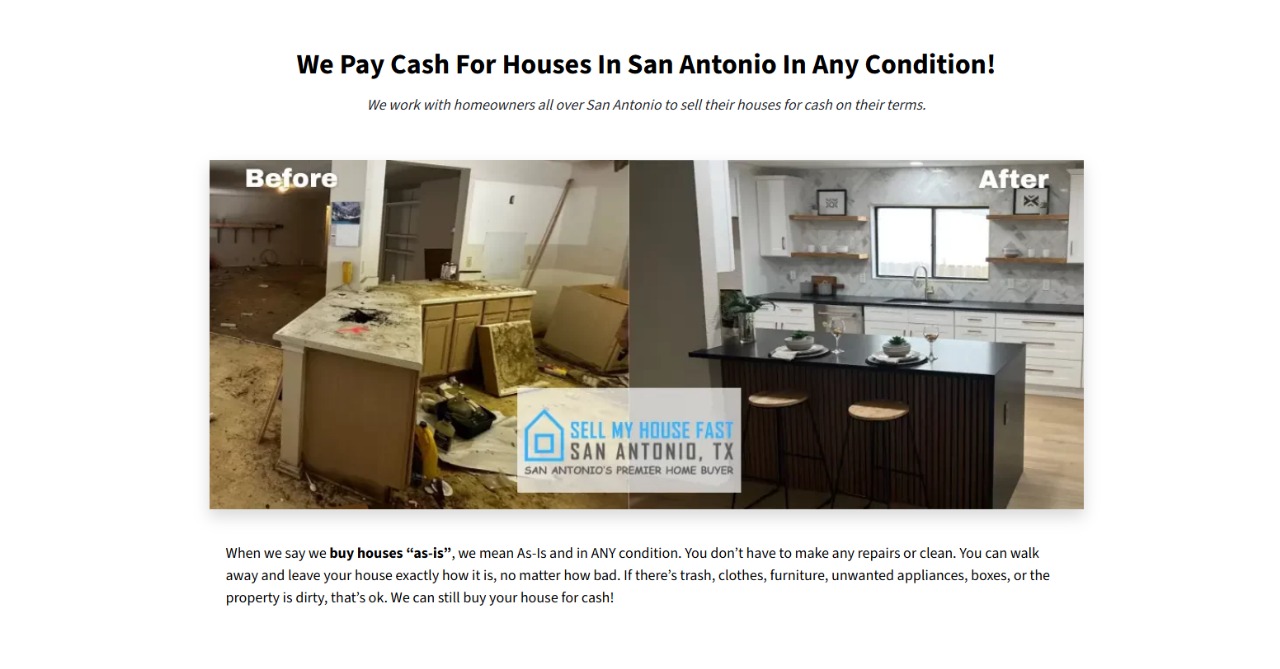 We Pay Cash For Houses In San Antonio In Any Condition!
We work with homeowners all over San Antonio to sell their houses for cash on their terms.
Before
After
SELL MY HOUSE FAST
SAN ANTONIO, TX
SAN ANTONIO'S PREMIER HOME BUYER
When we say we buy houses “as-is”, we mean As-Is and in ANY condition. You don’t have to make any repairs or clean. You can walk
away and leave your house exactly how it is, no matter how bad. If there’s trash, clothes, furniture, unwanted appliances, boxes, or the
property is dirty, that’s ok. We can still buy your house for cash!